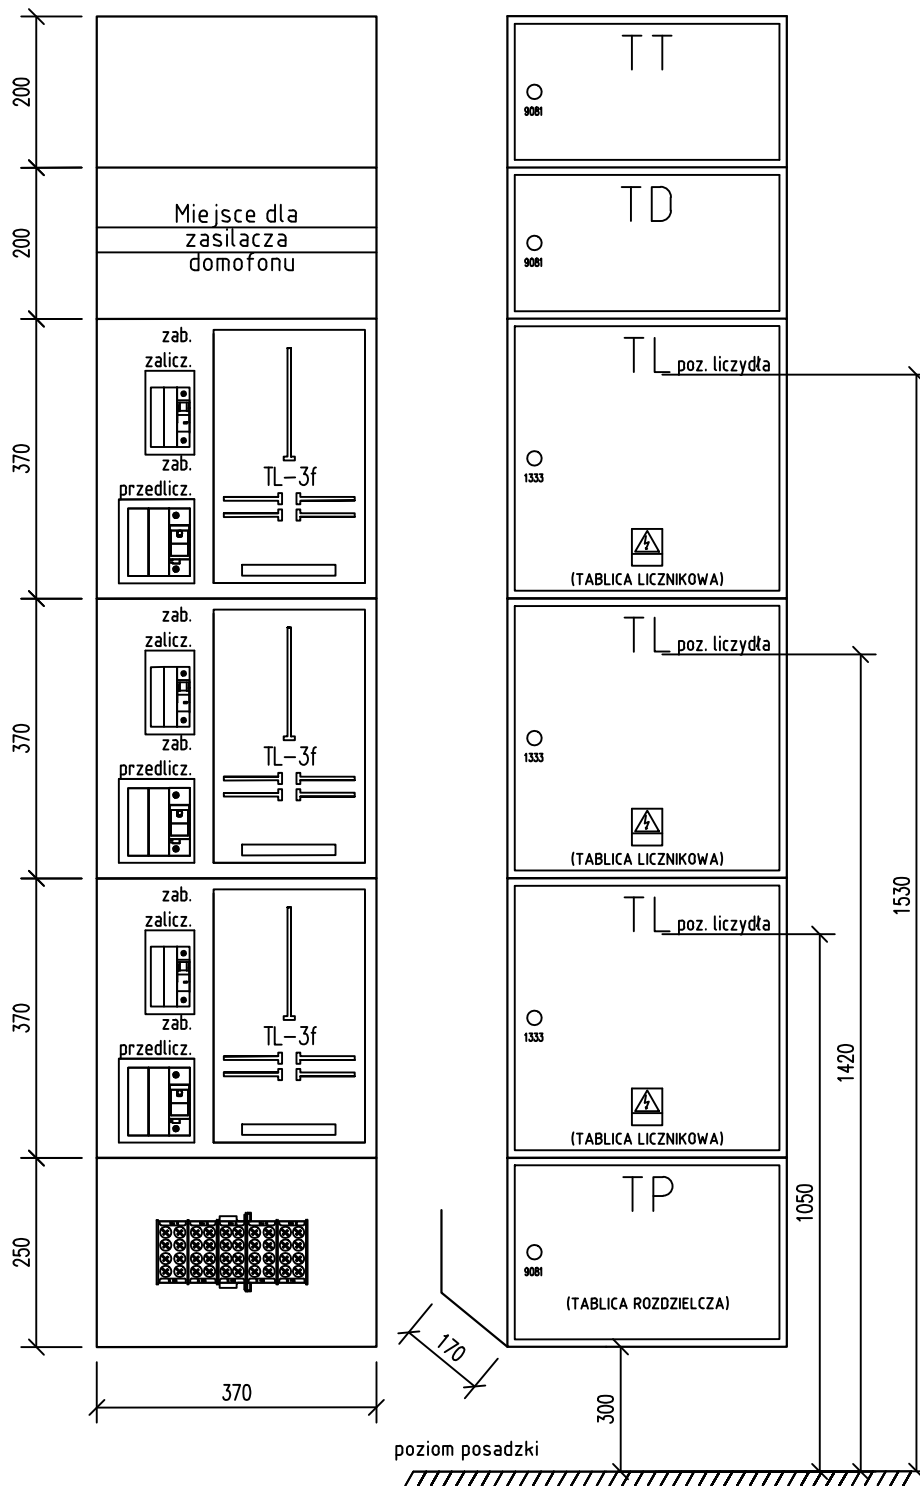 200
200
370
370
370
250
370
Miejsce dla
zasilacza
domofonu
zab.
zalicz.
zab.
przedlicz.
TL-3f
zab.
zalicz.
zab.
przedlicz.
TL-3f
zab.
zalicz.
zab.
przedlicz.
TL-3f
TT
9081
TD
9081
TL poz. liczydła
1333
(TABLICA LICZNIKOWA)
TL poz. liczydła
1333
(TABLICA LICZNIKOWA)
TL poz. liczydła
1333
(TABLICA LICZNIKOWA)
TP
9081
(TABLICA ROZDZIELCZA)
170
300
1050
1420
1530
poziom posadzki